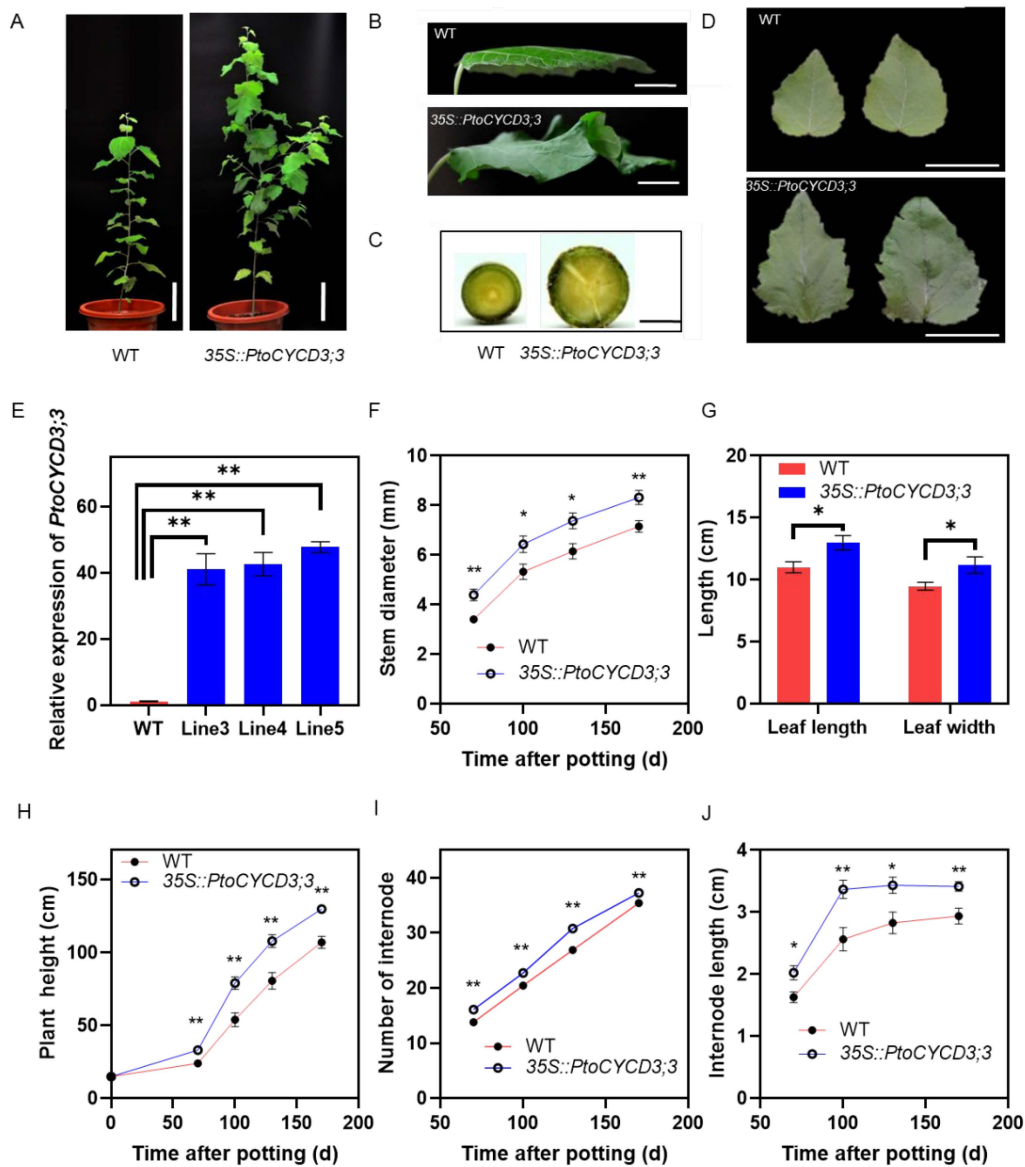 A
WT
35S::PtoCYCD3;3
B
WT
35S::PtoCYCD3;3
C
WT 35S::PtoCYCD3;3
D
WT
35S::PtoCYCD3;3
E
Relative expression of PtoCYCD3;3
60
40
20
0
**
**
**
WT Line3 Line4 Line5
F
Stem diameter (mm)
10
8
6
4
2
0
**
*
*
**
WT
35S::PtoCYCD3;3
50 100 150 200
Time after potting (d)
G
Length (cm)
20
15
10
5
0
WT
35S::PtoCYCD3;3
*
*
Leaf length Leaf width
H
Plant height (cm)
150
100
50
0
WT
35S::PtoCYCD3;3
**
**
**
**
0 50 100 150 200
Time after potting (d)
I
Number of internode
40
30
20
10
0
**
**
**
**
WT
35S::PtoCYCD3;3
50 100 150 200
Time after potting (d)
J
Internode length (cm)
4
3
2
1
0
*
**
*
**
WT
35S::PtoCYCD3;3
50 100 150 200
Time after potting (d)